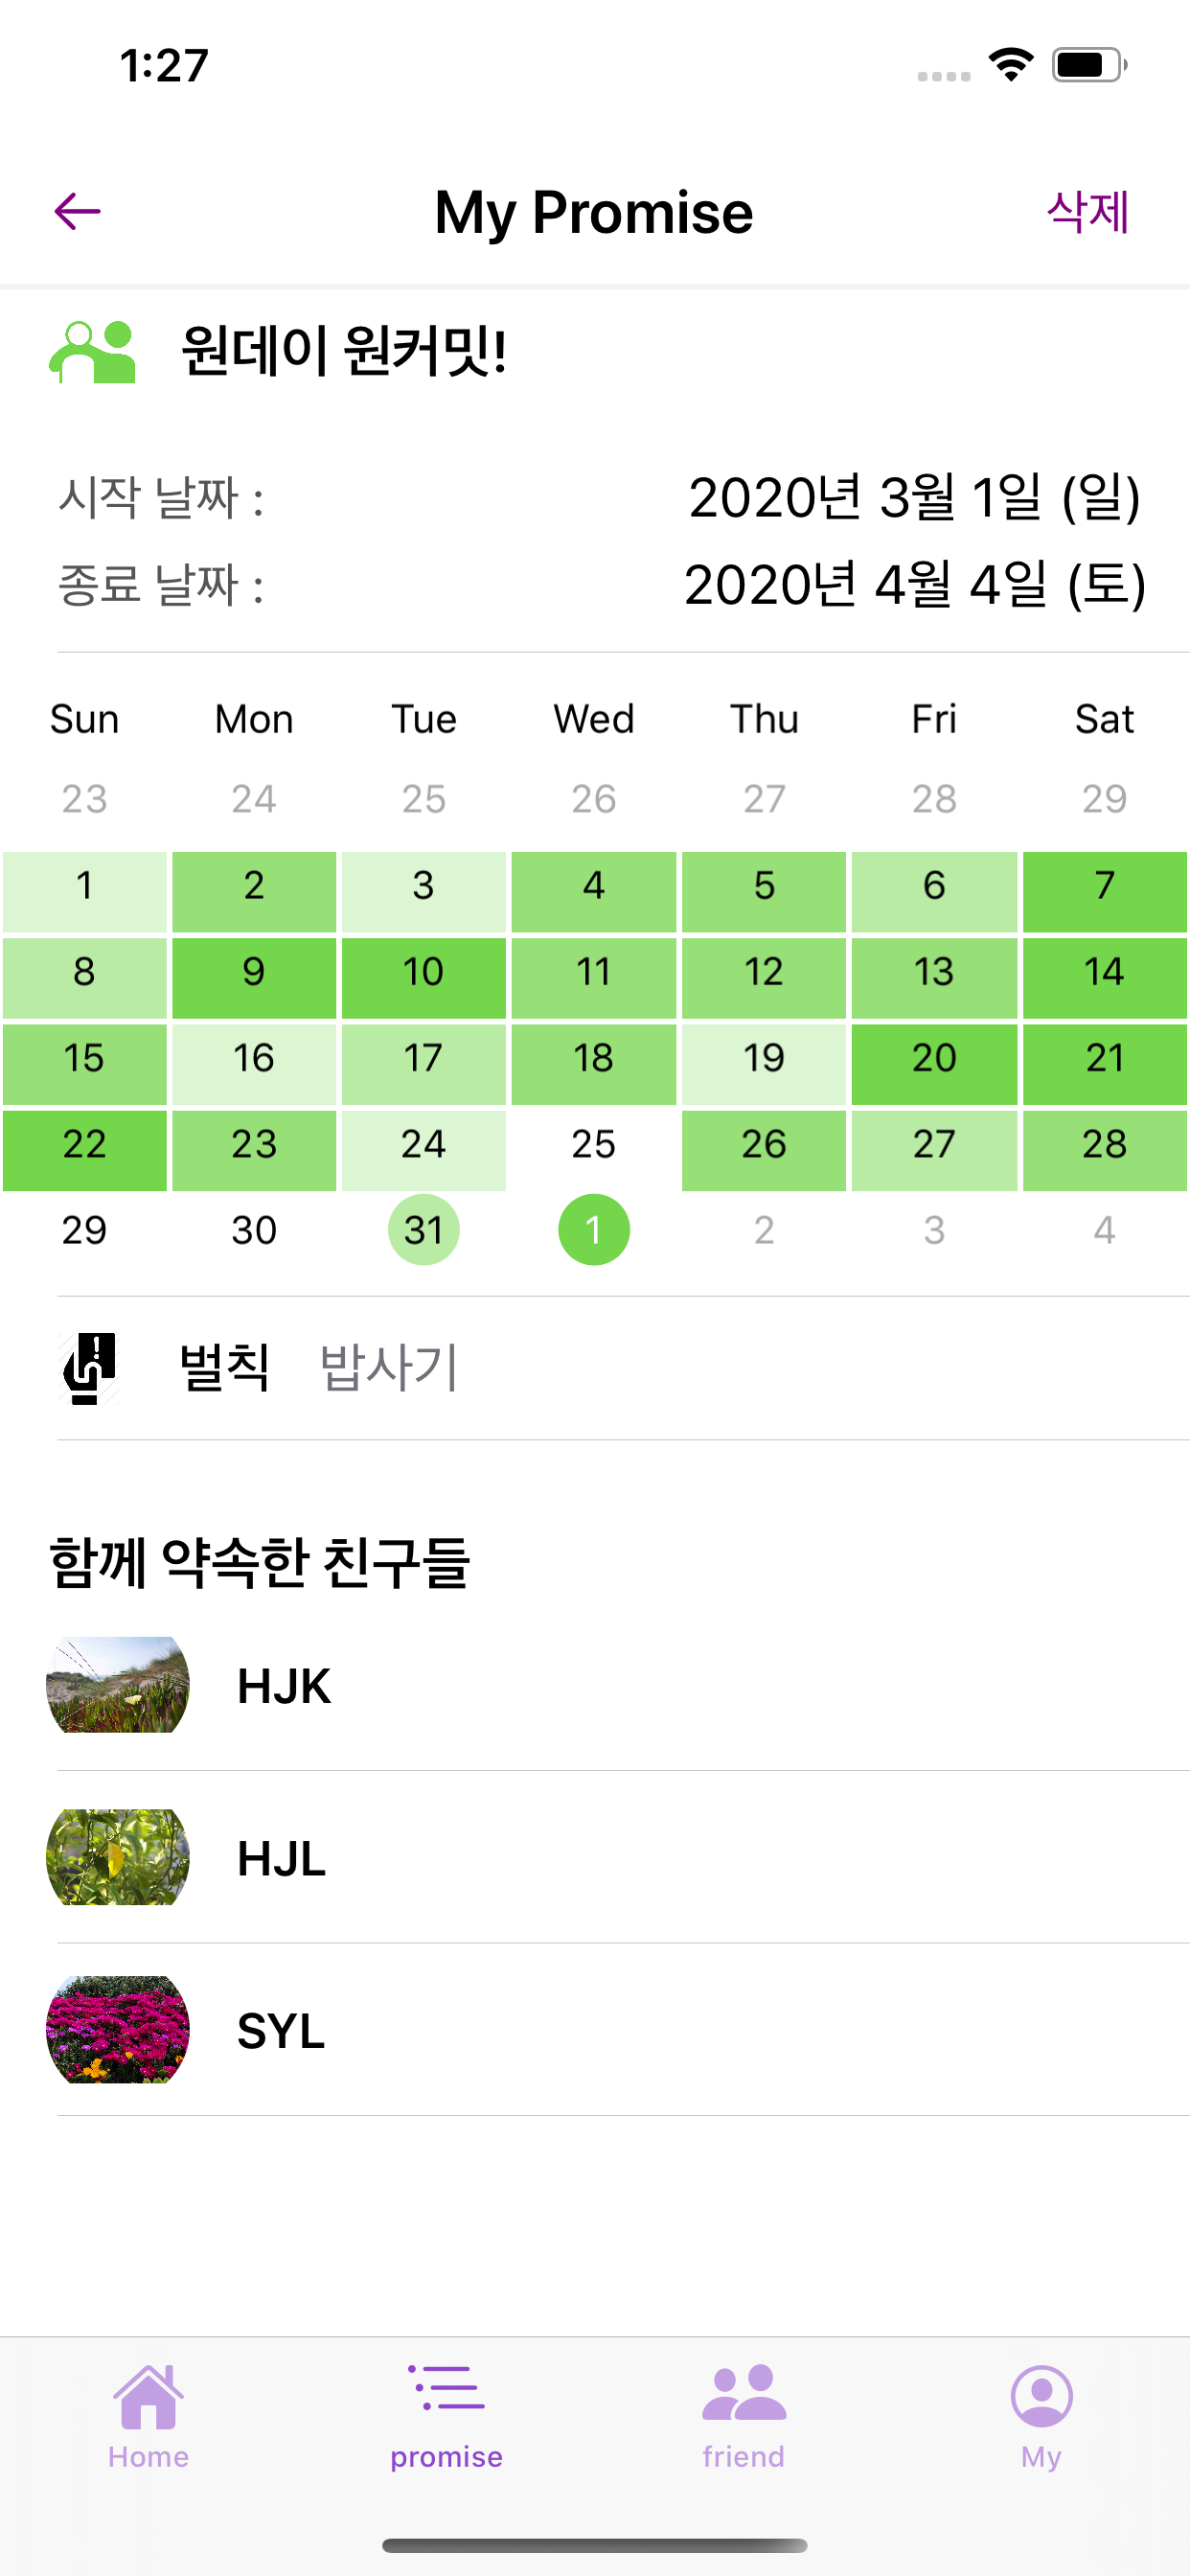 1:27
My Promise 삭제
원데이 원커밋!
시작 날짜 : 2020년 3월 1일 (일)
종료 날짜 : 2020년 4월 4일 (토)
Sun Mon Tue Wed Thu Fri Sat
23 24 25 26 27 28 29
1 2 3 4 5 6 7
8 9 10 11 12 13 14
15 16 17 18 19 20 21
22 23 24 25 26 27 28
29 30 31 1 2 3 4
벌칙 밥사기
함께 약속한 친구들
HJK
HJL
SYL
Home promise friend My